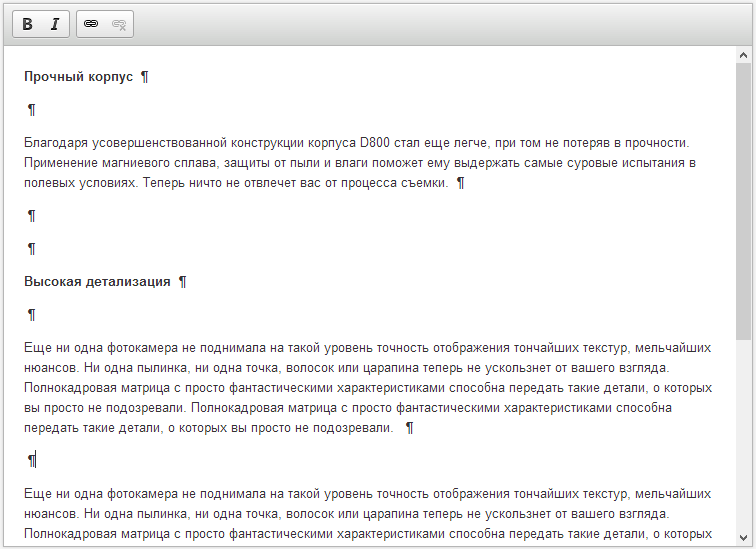 B I
Прочный корпус ¶
¶
Благодаря усовершенствованной конструкции корпуса D800 стал еще легче, при том не потеряв в прочности.
Применение магниевого сплава, защиты от пыли и влаги поможет ему выдержать самые суровые испытания в
полевых условиях. Теперь ничто не отвлечет вас от процесса съемки. ¶
¶
¶
Высокая детализация ¶
¶
Еще ни одна фотокамера не поднимала на такой уровень точность отображения тончайших текстур, мельчайших
нюансов. Ни одна пылинка, ни одна точка, волосок или царапина теперь не ускользнет от вашего взгляда.
Полнокадровая матрица с просто фантастическими характеристиками способна передать такие детали, о которых
вы просто не подозревали. Полнокадровая матрица с просто фантастическими характеристиками способна
передать такие детали, о которых вы просто не подозревали. ¶
¶
Еще ни одна фотокамера не поднимала на такой уровень точность отображения тончайших текстур, мельчайших
нюансов. Ни одна пылинка, ни одна точка, волосок или царапина теперь не ускользнет от вашего взгляда.
Полнокадровая матрица с просто фантастическими характеристиками способна передать такие детали, о которых